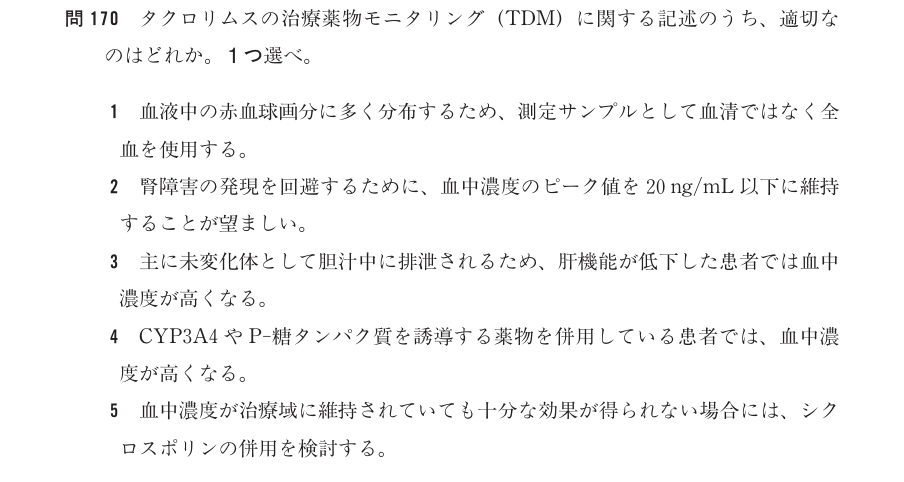 問170 タクロリムスの治療薬物モニタリング（TDM）に関する記述のうち、適切な
のはどれか。1つ選べ。
1 血液中の赤血球画分に多く分布するため、測定サンプルとして血清ではなく全
血を使用する。
2 腎障害の発現を回避するために、血中濃度のピーク値を 20 ng/mL 以下に維持
することが望ましい。
3 主に未変化体として胆汁中に排泄されるため、肝機能が低下した患者では血中
濃度が高くなる。
4 CYP3A4 や P-糖タンパク質を誘導する薬物を併用している患者では、血中濃
度が高くなる。
5 血中濃度が治療域に維持されていても十分な効果が得られない場合には、シク
ロスポリンの併用を検討する。